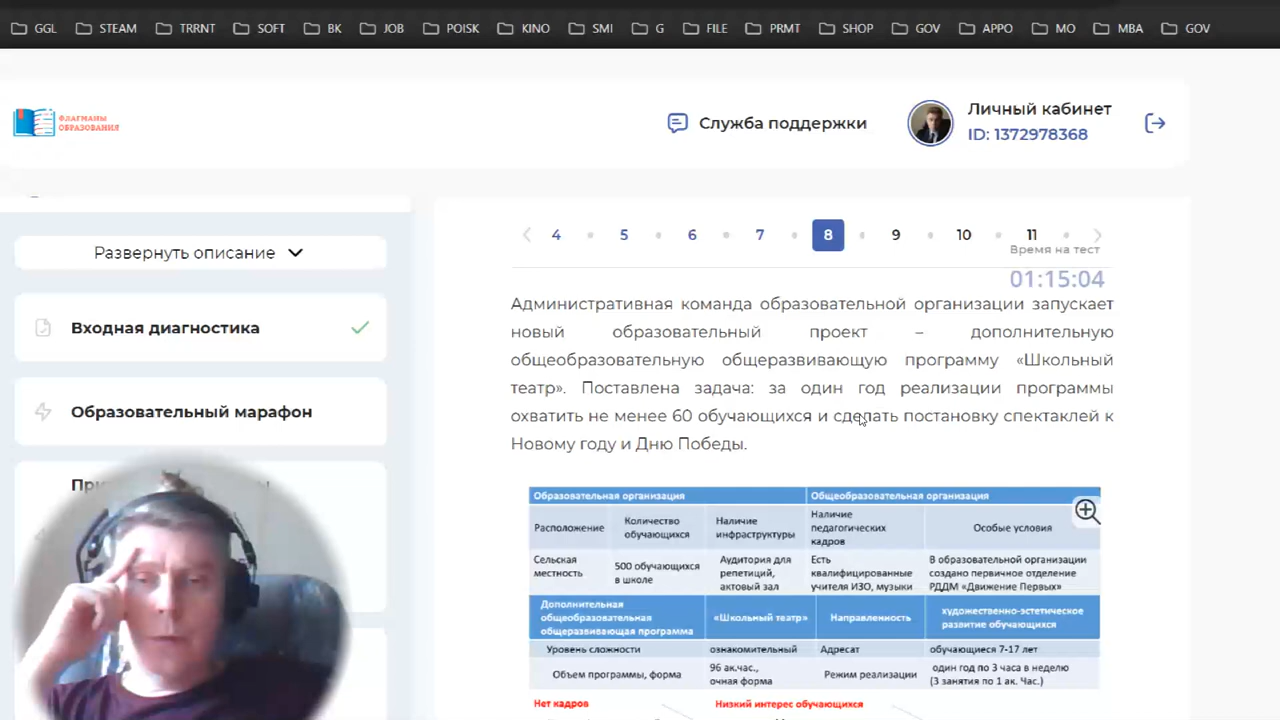 GGL STEAM TRRNT SOFT BK JOB POISK KINO SMI G FILE PRMT SHOP GOV APPO MO MBA GOV
ФЛАГМАНЫ
ОБРАЗОВАНИЯ
Служба поддержки
Личный кабинет
ID: 1372978368
Развернуть описание
Входная диагностика
Образовательный марафон
4 5 6 7 8 9 10 11
Время на тест
01:15:04
Административная команда образовательной организации запускает
новый образовательный проект – дополнительную
общеобразовательную общеразвивающую программу «Школьный
театр». Поставлена задача: за один год реализации программы
охватить не менее 60 обучающихся и сделать постановку спектаклей к
Новому году и Дню Победы.
Образовательная организация Общеобразовательная организация
Расположение
Количество
обучающихся
Наличие
инфраструктуры
Наличие
педагогических
кадров
Особые условия
Сельская
местность
500 обучающихся
в школе
Аудитория для
репетиций,
актовый зал
Есть
квалифицированные
учителя ИЗО, музыки
В образовательной организации
создано первичное отделение
РДДМ «Движение Первых»
Дополнительная
общеобразовательная
общеразвивающая программа
«Школьный театр»
Направленность
художественно-эстетическое
развитие обучающихся
Уровень сложности ознакомительный Адресат обучающиеся 7-17 лет
Объем программы, форма
96 ак.час.,
очная форма
Режим реализации
один год по 3 часа в неделю
(3 занятия по 1 ак. Час.)
Нет кадров Низкий интерес обучающихся